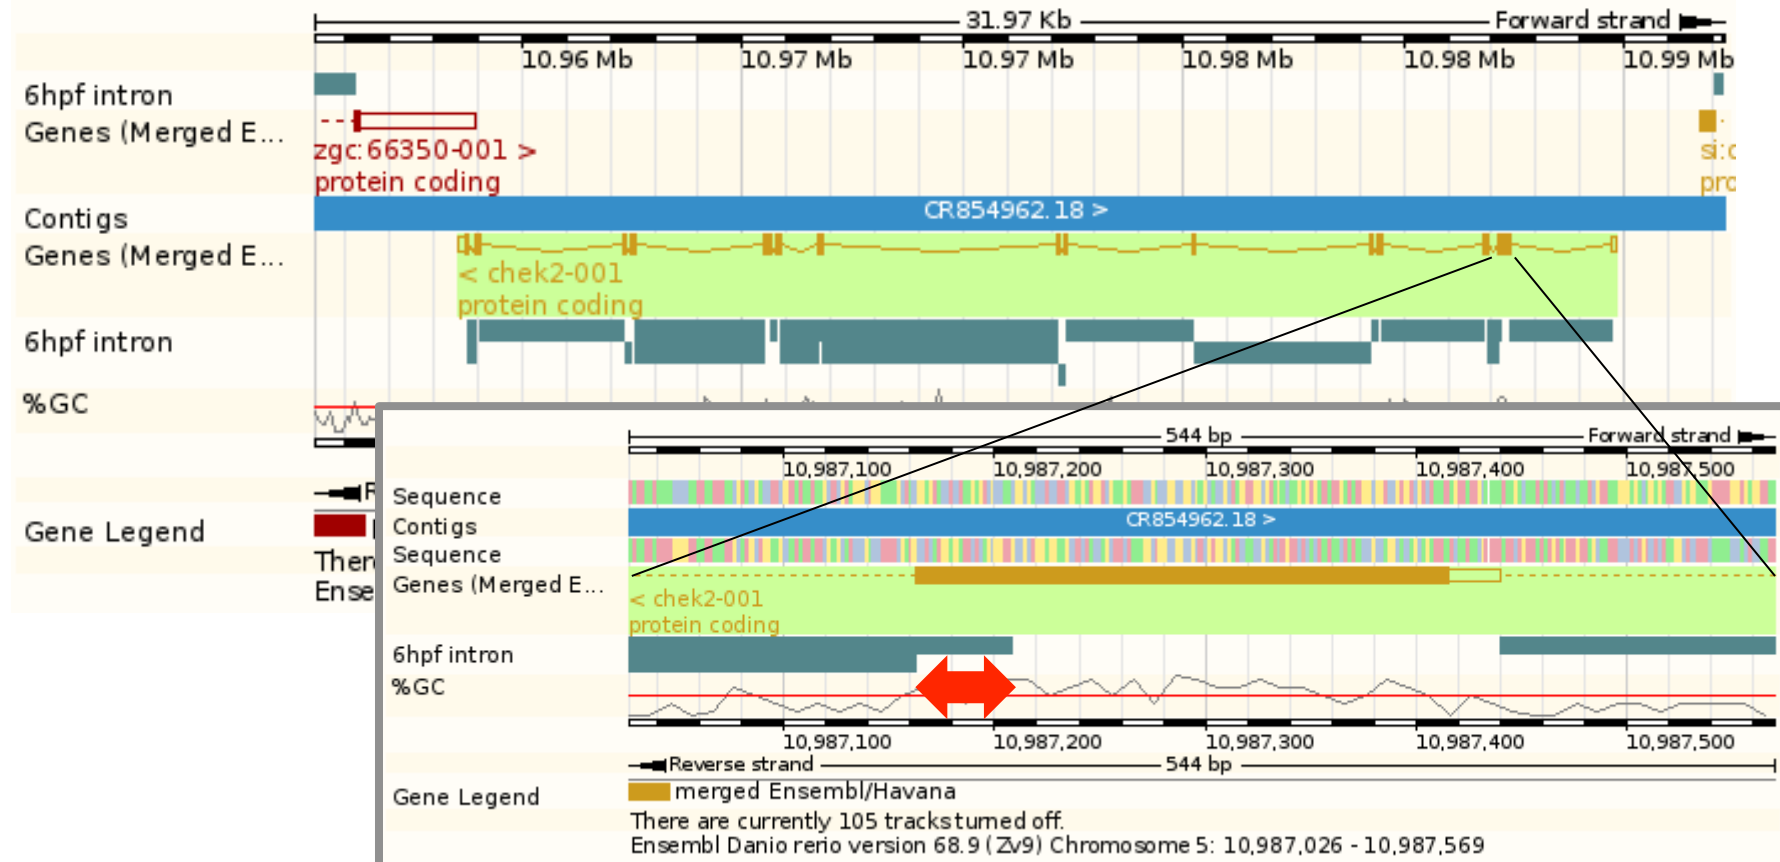 31.97 Kb
Forward strand
10.96 Mb 10.97 Mb 10.97 Mb 10.98 Mb 10.98 Mb 10.99 Mb
6hpf intron
Genes (Merged E...
zgc:66350-001 >
protein coding
si:c
pro
Contigs
CR854962.18 >
Genes (Merged E...
< chek2-001
protein coding
6hpf intron
%GC
R
Gene Legend
Ther
Ense
544 bp
Forward strand
10,987,100 10,987,200 10,987,300 10,987,400 10,987,500
Sequence
Contigs
CR854962.18 >
Sequence
Genes (Merged E...
< chek2-001
protein coding
6hpf intron
%GC
10,987,100 10,987,200 10,987,300 10,987,400 10,987,500
Reverse strand
544 bp
Gene Legend
merged Ensembl/Havana
There are currently 105 tracks turned off.
Ensembl Danio rerio version 68.9 (Zv9) Chromosome 5: 10,987,026 - 10,987,569